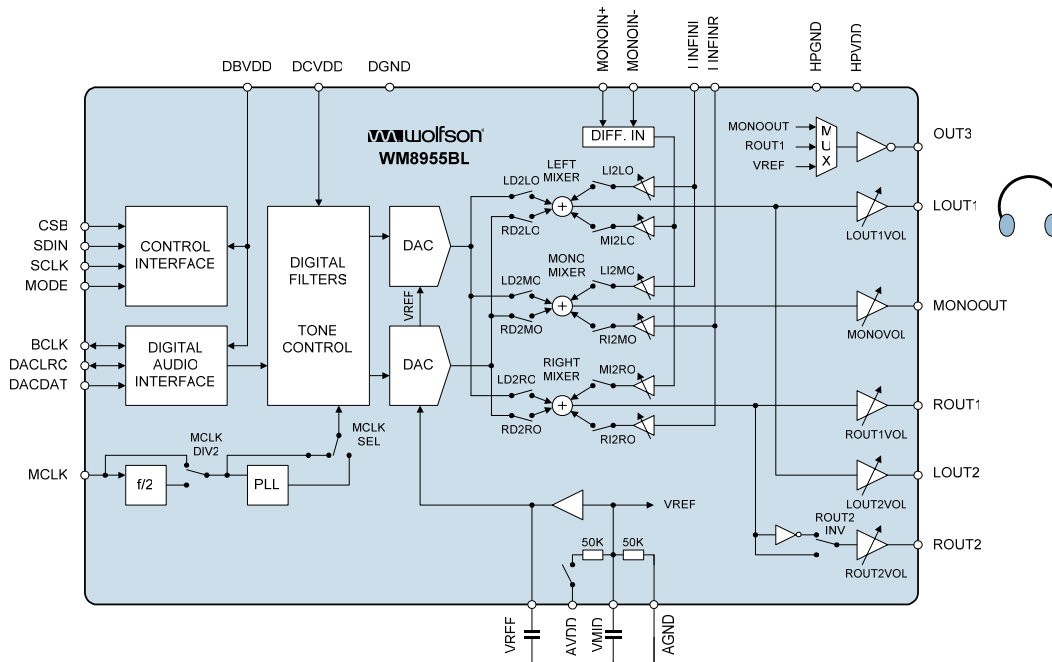 MONOIN+
MONOIN-
LINEINL
LINEINR
HPGND
HPVDD
DBVDD
DCVDD
DGND
wolfson
WM8955BL
DIFF. IN
MONOOUT
ROUT1
VREF
MUX
OUT3
LEFT
MIXER
LD2LO
RD2LO
LI2LO
MI2LO
LOUT1VOL
LOUT1
CSB
SDIN
SCLK
MODE
CONTROL
INTERFACE
DIGITAL
FILTERS
TONE
CONTROL
DAC
VREF
DAC
MONO
MIXER
LD2MO
RD2MO
LI2MO
RI2MO
MONOVOL
MONOOUT
BCLK
DACLRC
DACDAT
DIGITAL
AUDIO
INTERFACE
RIGHT
MIXER
LD2RO
RD2RO
MI2RO
RI2RO
ROUT1VOL
ROUT1
MCLK
f/2
MCLK
DIV2
PLL
MCLK
SEL
VREF
50K
50K
LOUT2VOL
LOUT2
ROUT2
INV
ROUT2VOL
ROUT2
VREF
AVDD
VMID
AGND